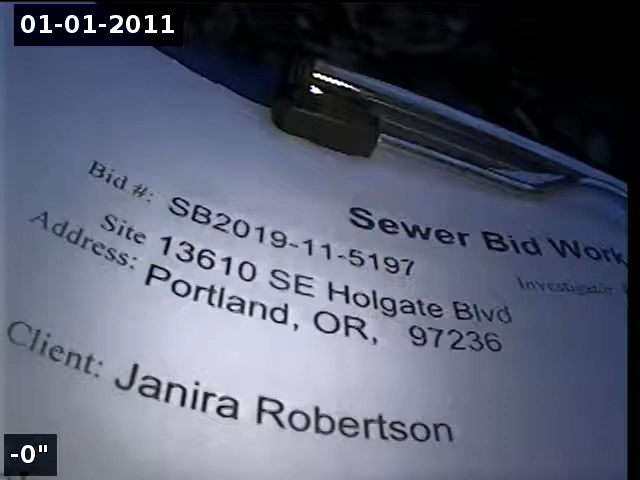 01-01-2011
Sewer Bid Work
Bid #: SB2019-11-5197
Investigator:
Site Address: 13610 SE Holgate Blvd
Portland, OR, 97236
Client: Janira Robertson
-0"